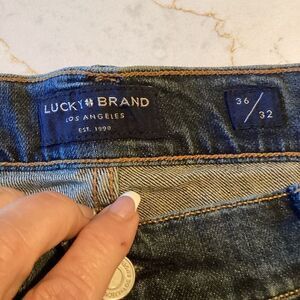 LUCKY BRAND
LOS ANGELES
EST. 1990
36/32